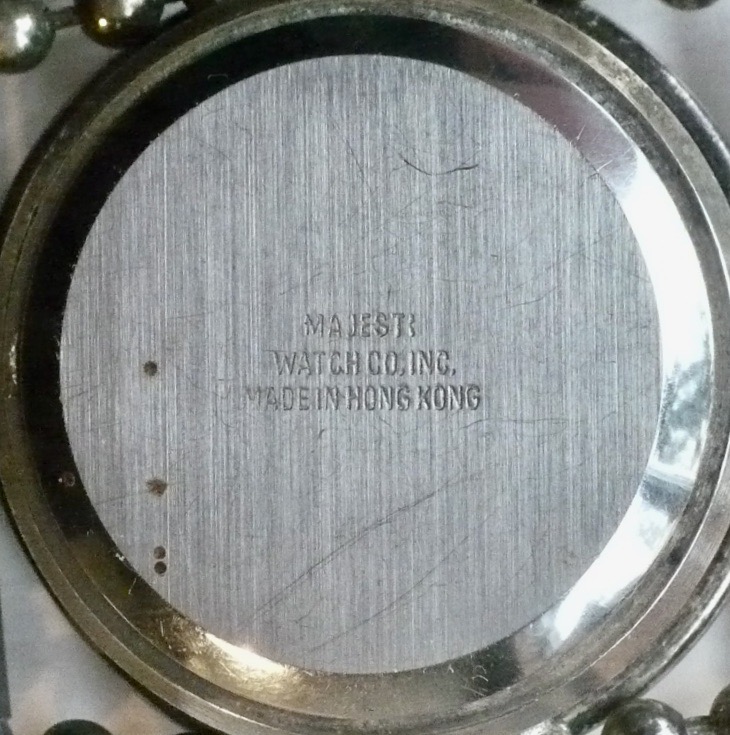 MAJESTI
WATCH CO, INC.
MADE IN HONG KONG